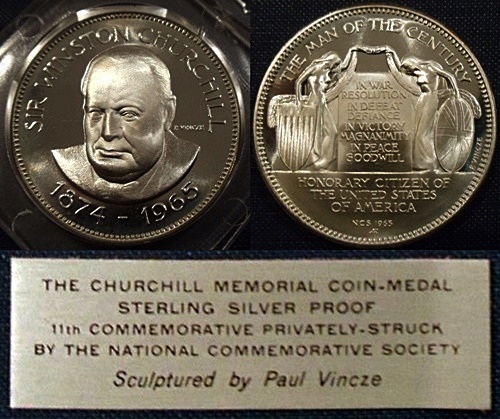 SIR WINSTON CHURCHILL
P. VINCZE
1874 - 1965
THE MAN OF THE CENTURY
IN WAR
RESOLUTION
IN DEFEAT
DEFIANCE
IN VICTORY
MAGNANIMITY
IN PEACE
GOODWILL
HONORARY CITIZEN OF
THE UNITED STATES
OF AMERICA
NCS 1965
THE CHURCHILL MEMORIAL COIN-MEDAL
STERLING SILVER PROOF
11th COMMEMORATIVE PRIVATELY-STRUCK
BY THE NATIONAL COMMEMORATIVE SOCIETY
Sculptured by Paul Vincze